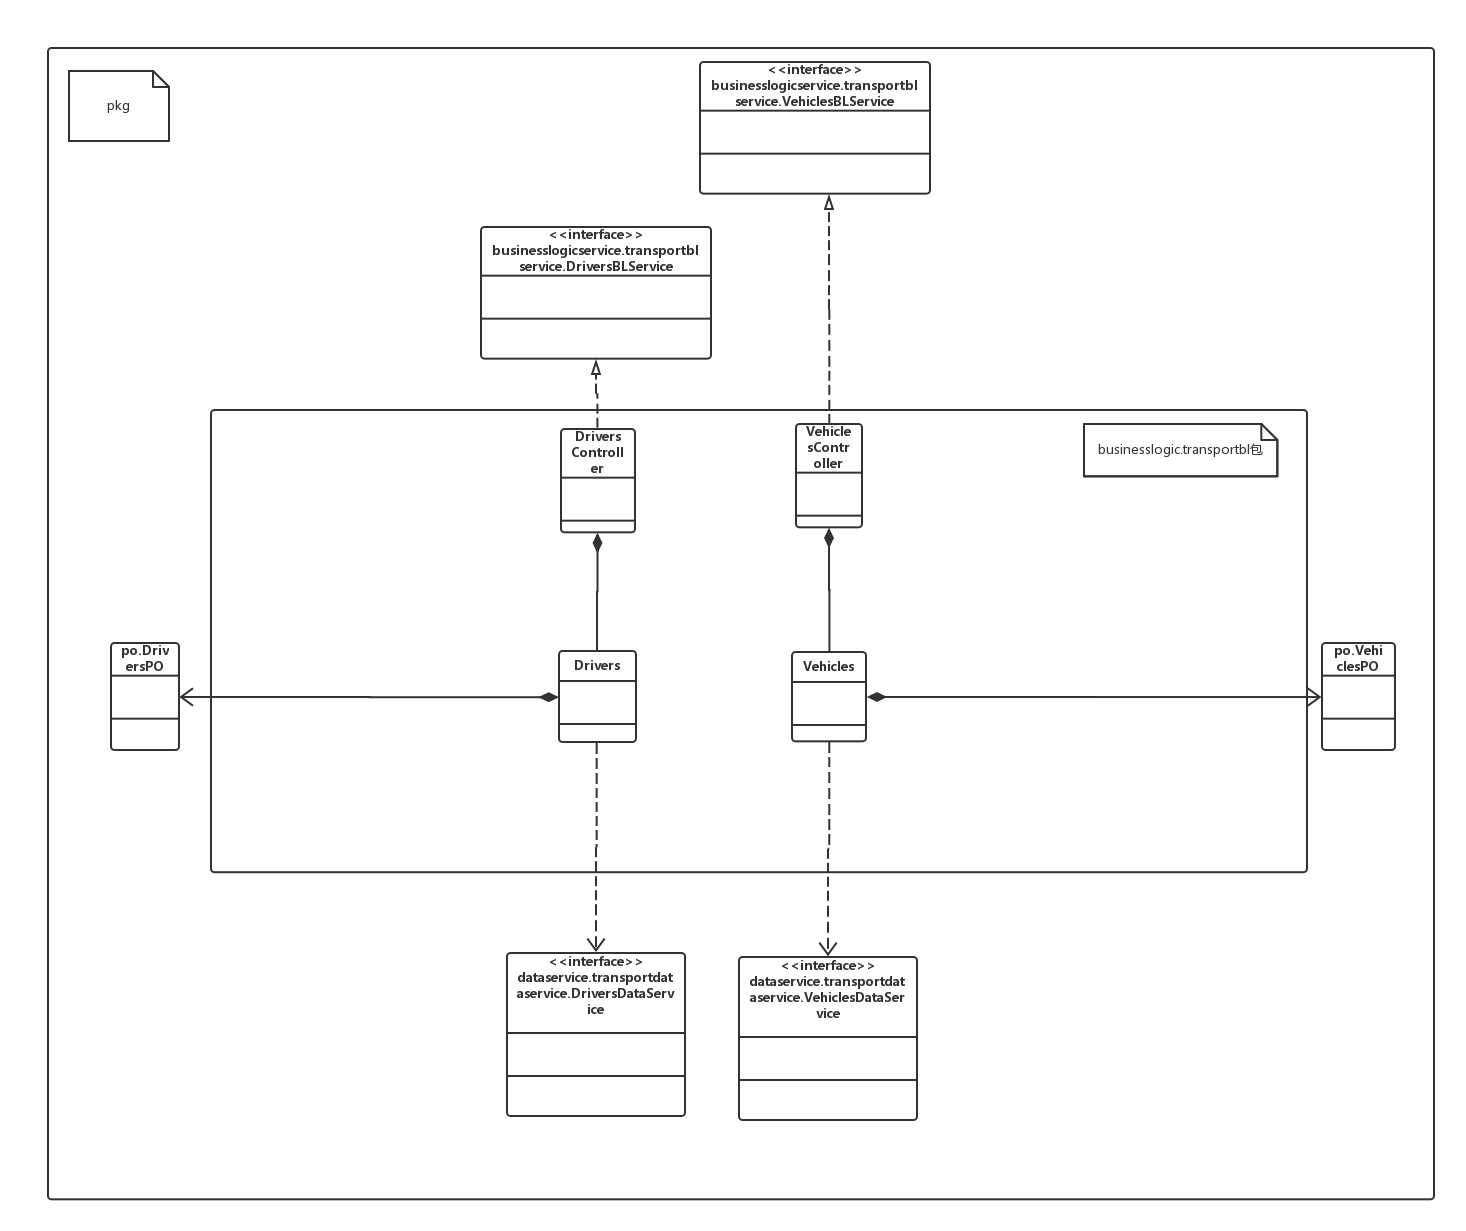 pkg
<<interface>>
businesslogicservice.transportbl
service.VehiclesBLService
<<interface>>
businesslogicservice.transportbl
service.DriversBLService
Drivers
Controll
er
Vehicle
sContr
oller
businesslogic.transportbl包
po.Driv
ersPO
Drivers
Vehicles
po.Vehi
clesPO
<<interface>>
dataservice.transportdat
aservice.DriversDataServ
ice
<<interface>>
dataservice.transportdat
aservice.VehiclesDataSer
vice